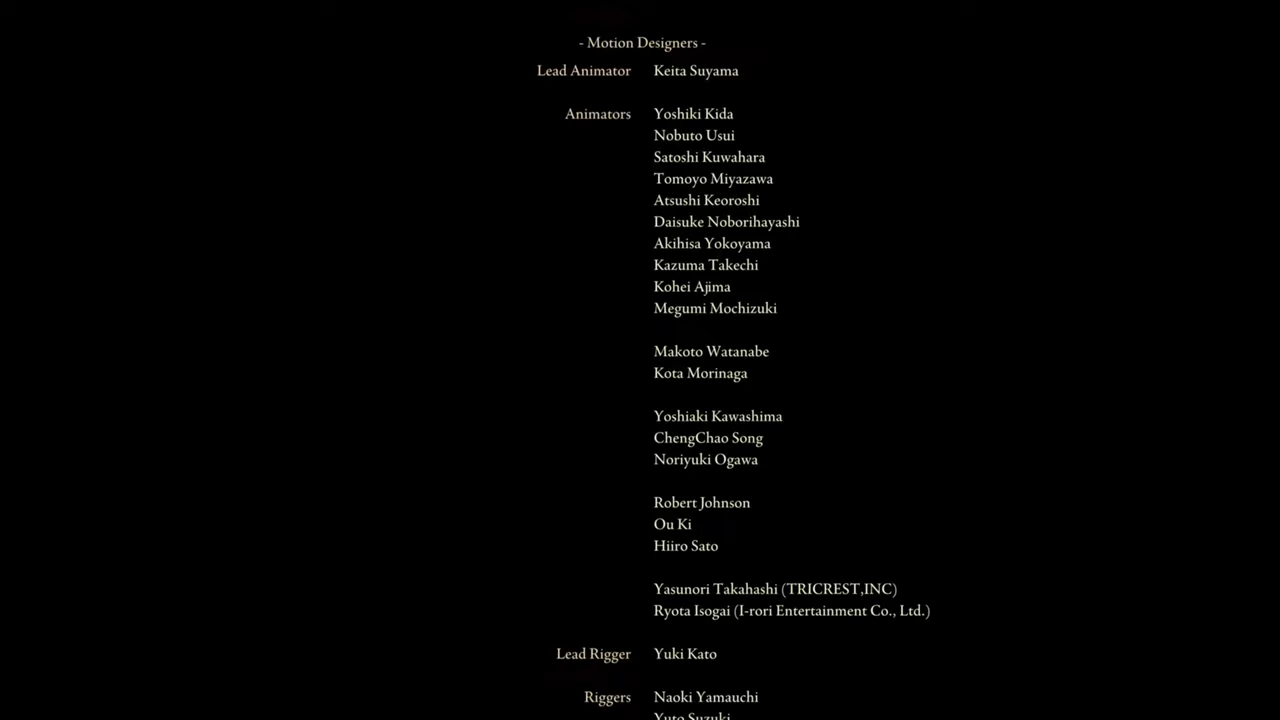 - Motion Designers -
Lead Animator Keita Suyama
Animators Yoshiki Kida
Nobuto Usui
Satoshi Kuwahara
Tomoyo Miyazawa
Atsushi Keoroshi
Daisuke Noborihayashi
Akihisa Yokoyama
Kazuma Takechi
Kohei Ajima
Megumi Mochizuki
Makoto Watanabe
Kota Morinaga
Yoshiaki Kawashima
ChengChao Song
Noriyuki Ogawa
Robert Johnson
Ou Ki
Hiiro Sato
Yasunori Takahashi (TRICREST,INC)
Ryota Isogai (I-rori Entertainment Co., Ltd.)
Lead Rigger Yuki Kato
Riggers Naoki Yamauchi
Yuto Suzuki